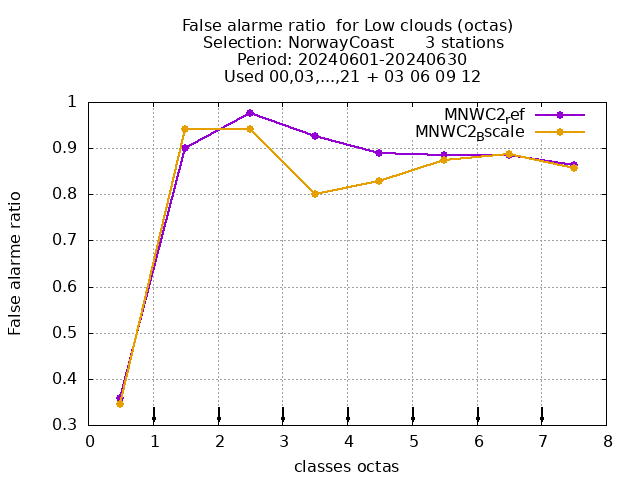 False alarme ratio  for Low clouds (octas)
Selection: NorwayCoast      3 stations
Period: 20240601-20240630
Used 00,03,...,21 + 03 06 09 12
MNWC2_ref
MNWC2_Bscale
1
0.9
0.8
0.7
0.6
0.5
0.4
0.3
False alarme ratio
0 1 2 3 4 5 6 7 8
classes octas